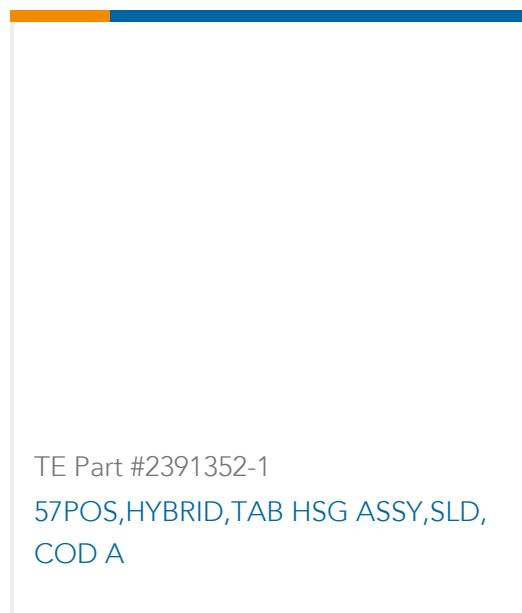 TE Part #2391352-1
57POS,HYBRID,TAB HSG ASSY,SLD,
COD A